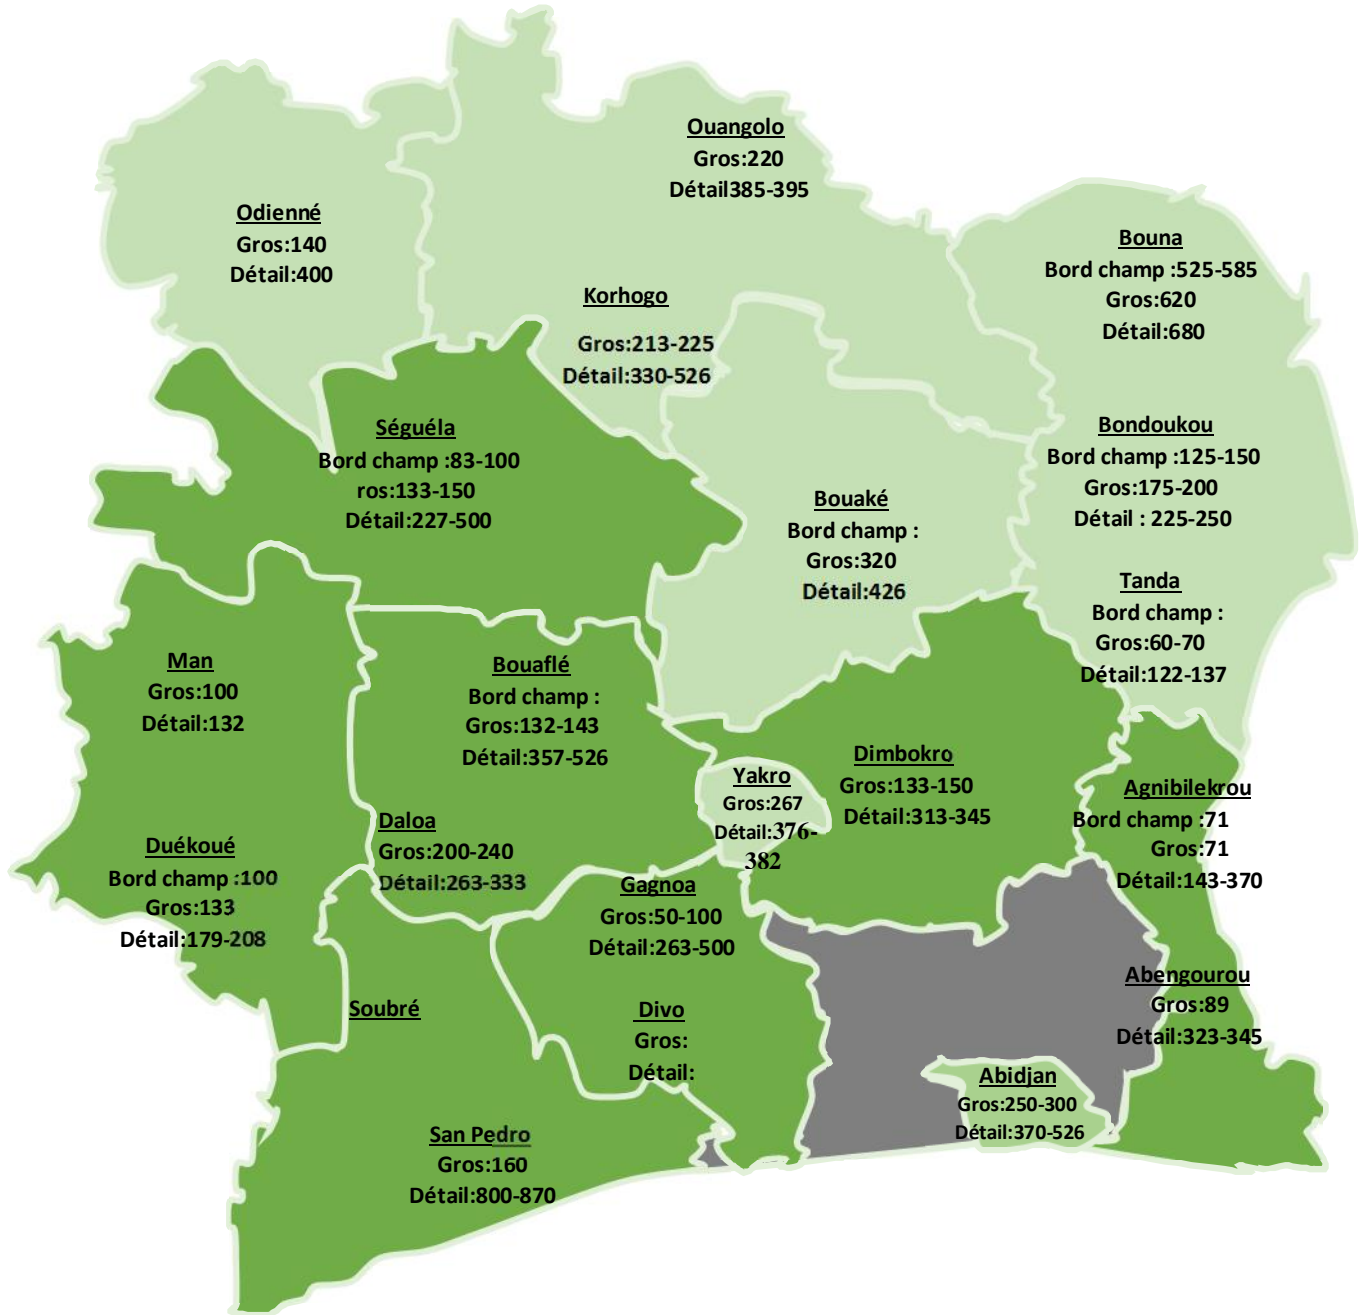 Ouangolo
Gros:220
Détail385-395
Odienné
Gros:140
Détail:400
Bouna
Bord champ :525-585
Gros:620
Détail:680
Korhogo
Gros:213-225
Détail:330-526
Séguéla
Bord champ :83-100
ros:133-150
Détail:227-500
Bondoukou
Bord champ :125-150
Gros:175-200
Détail : 225-250
Bouaké
Bord champ :
Gros:320
Détail:426
Tanda
Bord champ :
Gros:60-70
Détail:122-137
Man
Gros:100
Détail:132
Bouaflé
Bord champ :
Gros:132-143
Détail:357-526
Dimbokro
Gros:133-150
Détail:313-345
Yakro
Gros:267
Détail:376-
382
Agnibilekrou
Bord champ :71
Gros:71
Détail:143-370
Daloa
Gros:200-240
Détail:263-333
Duékoué
Bord champ :100
Gros:133
Détail:179-208
Gagnoa
Gros:50-100
Détail:263-500
Abengourou
Gros:89
Détail:323-345
Soubré
Divo
Gros:
Détail:
Abidjan
Gros:250-300
Détail:370-526
San Pedro
Gros:160
Détail:800-870